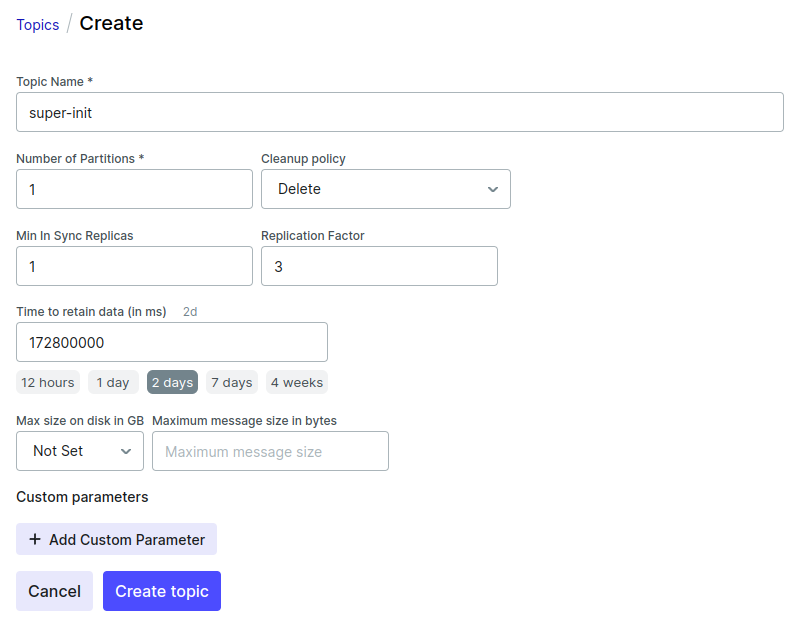 Topics / Create
Topic Name *
super-init
Number of Partitions * Cleanup policy
1 Delete
Min In Sync Replicas Replication Factor
1 3
Time to retain data (in ms) 2d
172800000
12 hours 1 day 2 days 7 days 4 weeks
Max size on disk in GB Maximum message size in bytes
Not Set Maximum message size
Custom parameters
+ Add Custom Parameter
Cancel Create topic